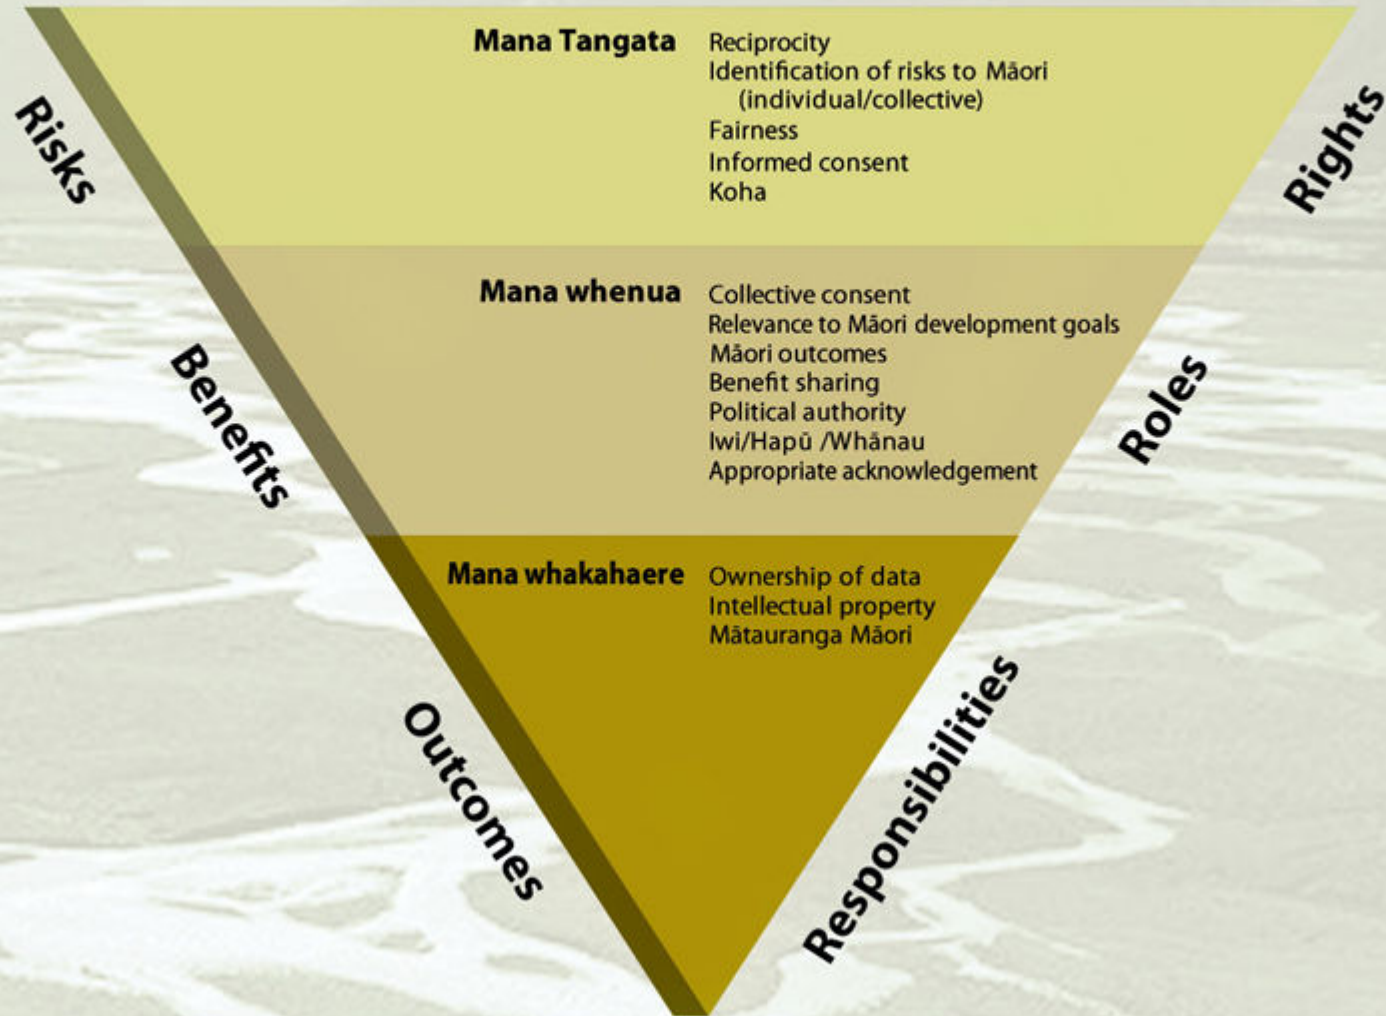 Mana Tangata
Reciprocity
Identification of risks to Māori
(individual/collective)
Fairness
Informed consent
Koha
Risks
Rights
Mana whenua
Collective consent
Relevance to Māori development goals
Māori outcomes
Benefit sharing
Political authority
Iwi/Hapū /Whānau
Appropriate acknowledgement
Benefits
Roles
Mana whakahaere
Ownership of data
Intellectual property
Mātauranga Māori
Outcomes
Responsibilities